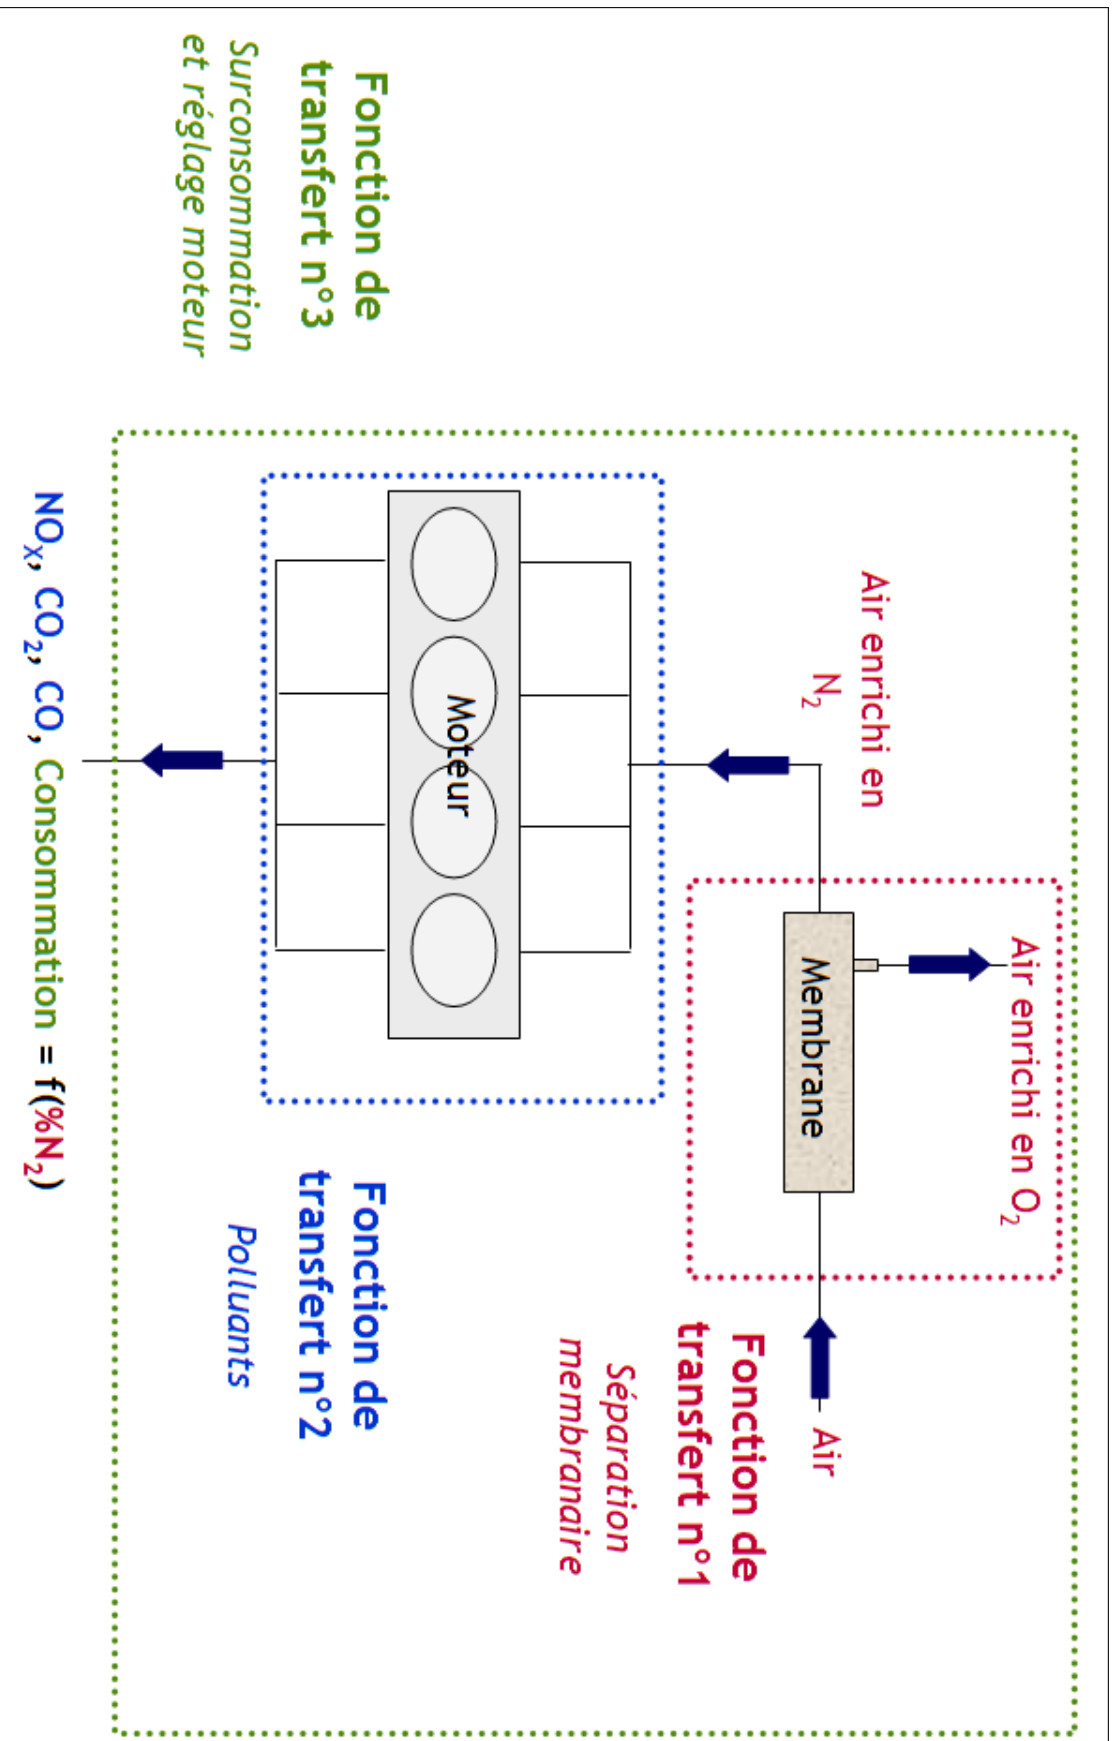 Air enrichi en O2
Air enrichi en
N2
Membrane
Air
Fonction de
transfert n°1
Séparation
membranaire
Moteur
Fonction de
transfert n°3
Surconsommation
et réglage moteur
Fonction de
transfert n°2
Polluants
NOX, CO2, CO, Consommation = f(%N2)